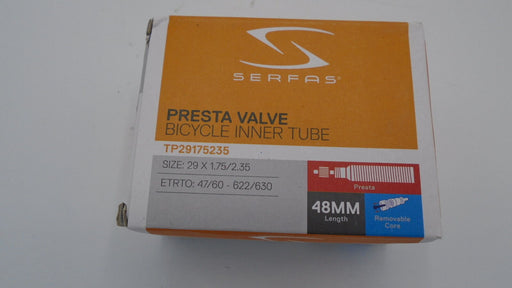 SERFAS®
PRESTA VALVE
BICYCLE INNER TUBE
TP29175235
SIZE: 29 X 1.75/2.35
ETRTO: 47/60 - 622/630
Presta
48MM
Length
Removable
Core